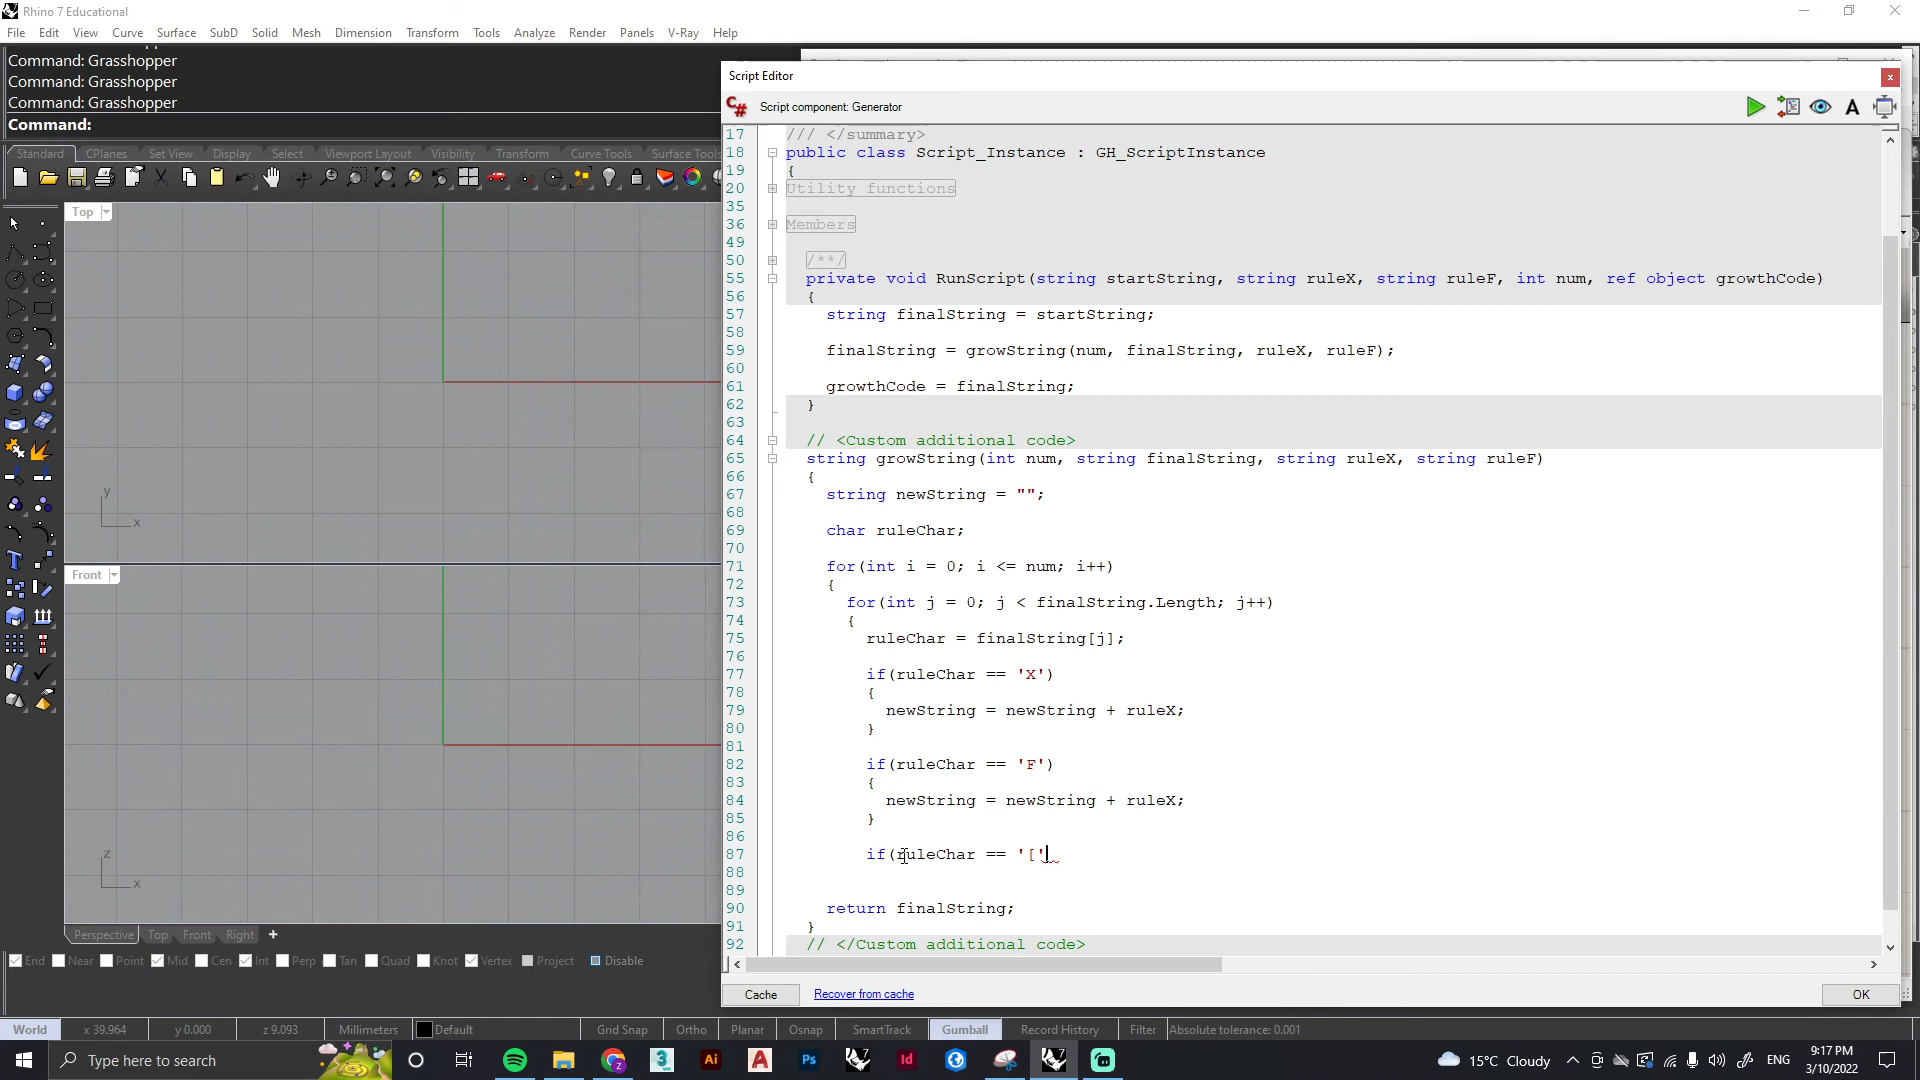 Rhino 7 Educational
File Edit View Curve Surface SubD Solid Mesh Dimension Transform Tools Analyze Render Panels V-Ray Help
Command: Grasshopper
Command: Grasshopper
Command: Grasshopper
Command:
Standard CPlanes Set View Display Select Viewport Layout Visibility Transform Curve Tools Surface Tools
Top
y
x
Front
z
x
Perspective Top Front Right
End Near Point Mid Cen Int Perp Tan Quad Knot Vertex Project Disable
Script Editor
Script component: Generator
17 /// </summary>
18 public class Script_Instance : GH_ScriptInstance
19 {
20 Utility functions
35
36 Members
49
50 /**/
55 private void RunScript(string startString, string ruleX, string ruleF, int num, ref object growthCode)
56 {
57 string finalString = startString;
58
59 finalString = growString(num, finalString, ruleX, ruleF);
60
61 growthCode = finalString;
62 }
63
64 // <Custom additional code>
65 string growString(int num, string finalString, string ruleX, string ruleF)
66 {
67 string newString = "";
68
69 char ruleChar;
70
71 for(int i = 0; i <= num; i++)
72 {
73 for(int j = 0; j < finalString.Length; j++)
74 {
75 ruleChar = finalString[j];
76
77 if(ruleChar == 'X')
78 {
79 newString = newString + ruleX;
80 }
81
82 if(ruleChar == 'F')
83 {
84 newString = newString + ruleX;
85 }
86
87 if(ruleChar == '['
88
89
90 return finalString;
91 }
92 // </Custom additional code>
Cache Recover from cache OK
World x 39.964 y 0.000 z 9.093 Millimeters Default Grid Snap Ortho Planar Osnap SmartTrack Gumball Record History Filter Absolute tolerance: 0.001
Type here to search
15°C Cloudy ENG 9:17 PM
3/10/2022